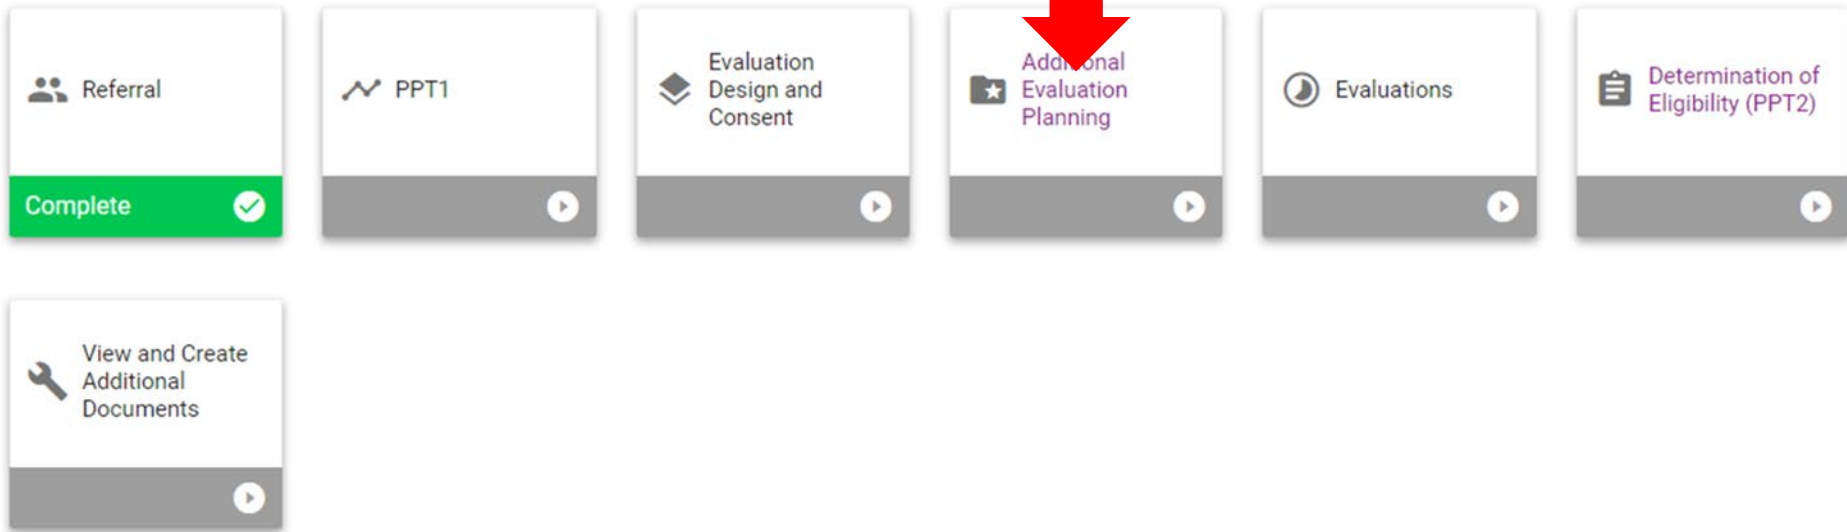 Referral
PPT1
Evaluation
Design and
Consent
Additional
Evaluation
Planning
Evaluations
Determination of
Eligibility (PPT2)
Complete
View and Create
Additional
Documents